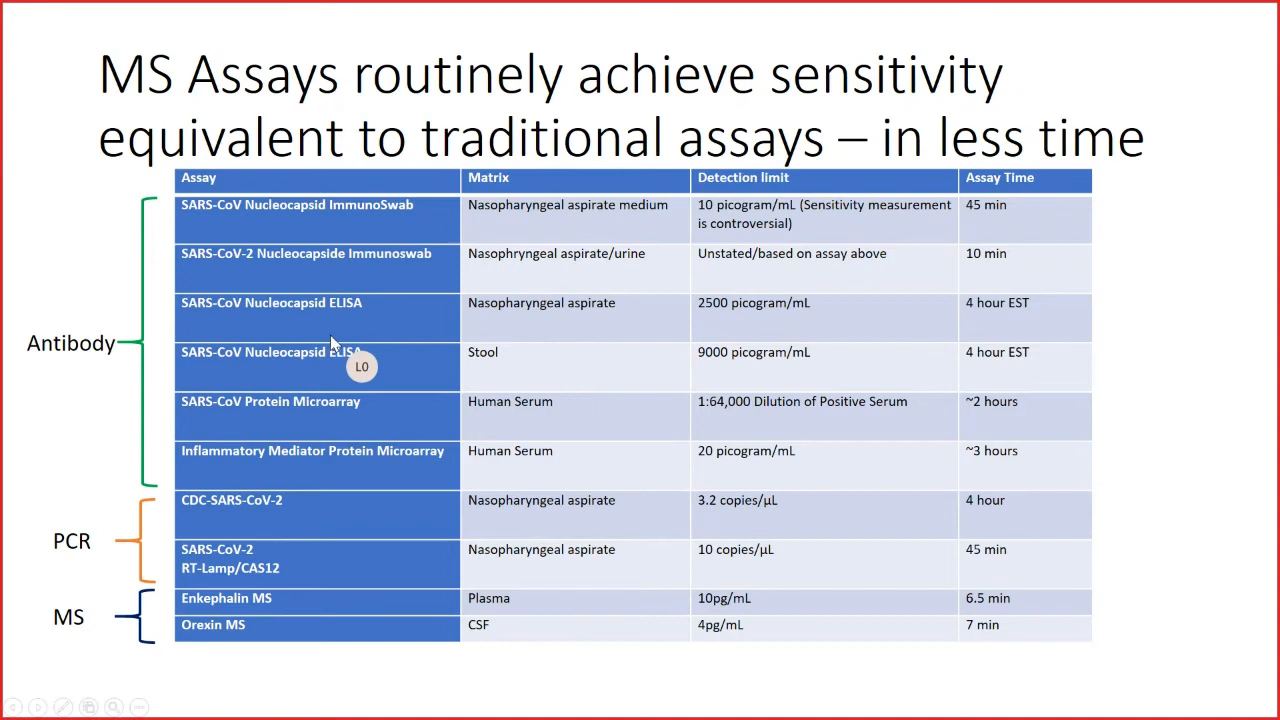 MS Assays routinely achieve sensitivity
equivalent to traditional assays – in less time
Assay Matrix Detection limit Assay Time
SARS-CoV Nucleocapsid ImmunoSwab Nasopharyngeal aspirate medium 10 picogram/mL (Sensitivity measurement 45 min
is controversial)
SARS-CoV-2 Nucleocapside Immunoswab Nasophryngeal aspirate/urine Unstated/based on assay above 10 min
SARS-CoV Nucleocapsid ELISA Nasopharyngeal aspirate 2500 picogram/mL 4 hour EST
Antibody
SARS-CoV Nucleocapsid ELISA Stool 9000 picogram/mL 4 hour EST
LO
SARS-CoV Protein Microarray Human Serum 1:64,000 Dilution of Positive Serum ~2 hours
Inflammatory Mediator Protein Microarray Human Serum 20 picogram/mL ~3 hours
CDC-SARS-CoV-2 Nasopharyngeal aspirate 3.2 copies/µL 4 hour
PCR
SARS-CoV-2 Nasopharyngeal aspirate 10 copies/µL 45 min
RT-Lamp/CAS12
Enkephalin MS Plasma 10pg/mL 6.5 min
MS
Orexin MS CSF 4pg/mL 7 min